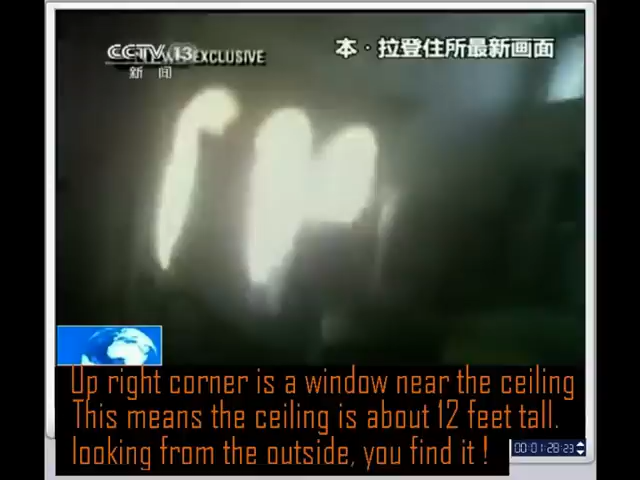 CCTV 13
EXCLUSIVE
新闻
本·拉登住所最新画面
Up right corner is a window near the ceiling
This means the ceiling is about 12 feet tall.
looking from the outside, you find it !
00:01:28:23